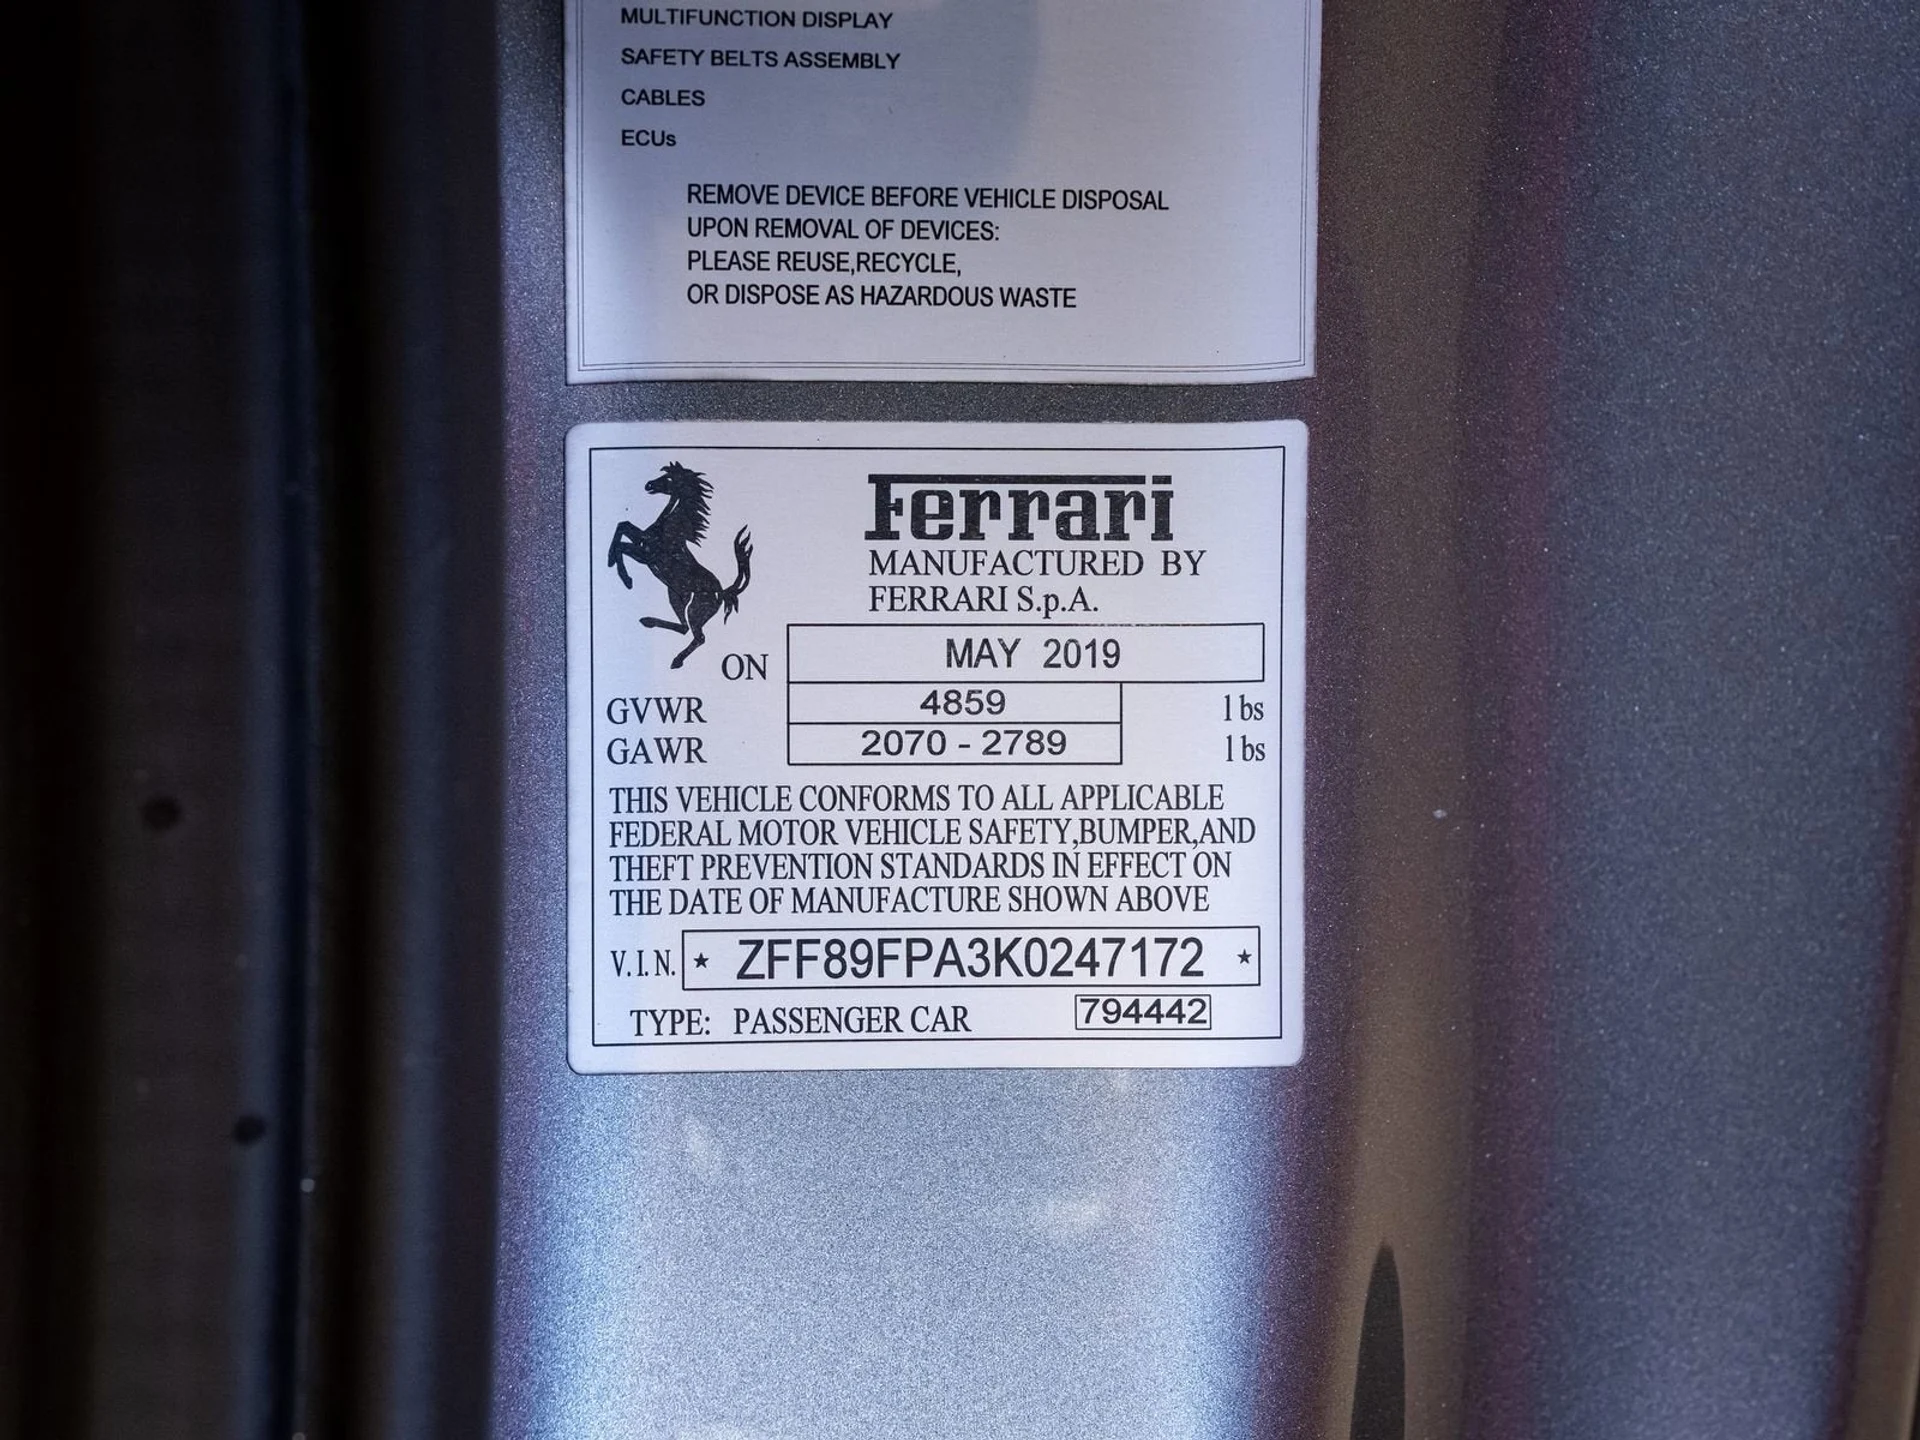 MULTIFUNCTION DISPLAY
SAFETY BELTS ASSEMBLY
CABLES
ECUs
REMOVE DEVICE BEFORE VEHICLE DISPOSAL
UPON REMOVAL OF DEVICES:
PLEASE REUSE,RECYCLE,
OR DISPOSE AS HAZARDOUS WASTE
Ferrari
MANUFACTURED BY
FERRARI S.p.A.
ON MAY 2019
GVWR 4859 lbs
GAWR 2070 - 2789 lbs
THIS VEHICLE CONFORMS TO ALL APPLICABLE
FEDERAL MOTOR VEHICLE SAFETY,BUMPER,AND
THEFT PREVENTION STANDARDS IN EFFECT ON
THE DATE OF MANUFACTURE SHOWN ABOVE
V.I.N. ★ ZFF89FPA3K0247172 ★
TYPE: PASSENGER CAR 794442